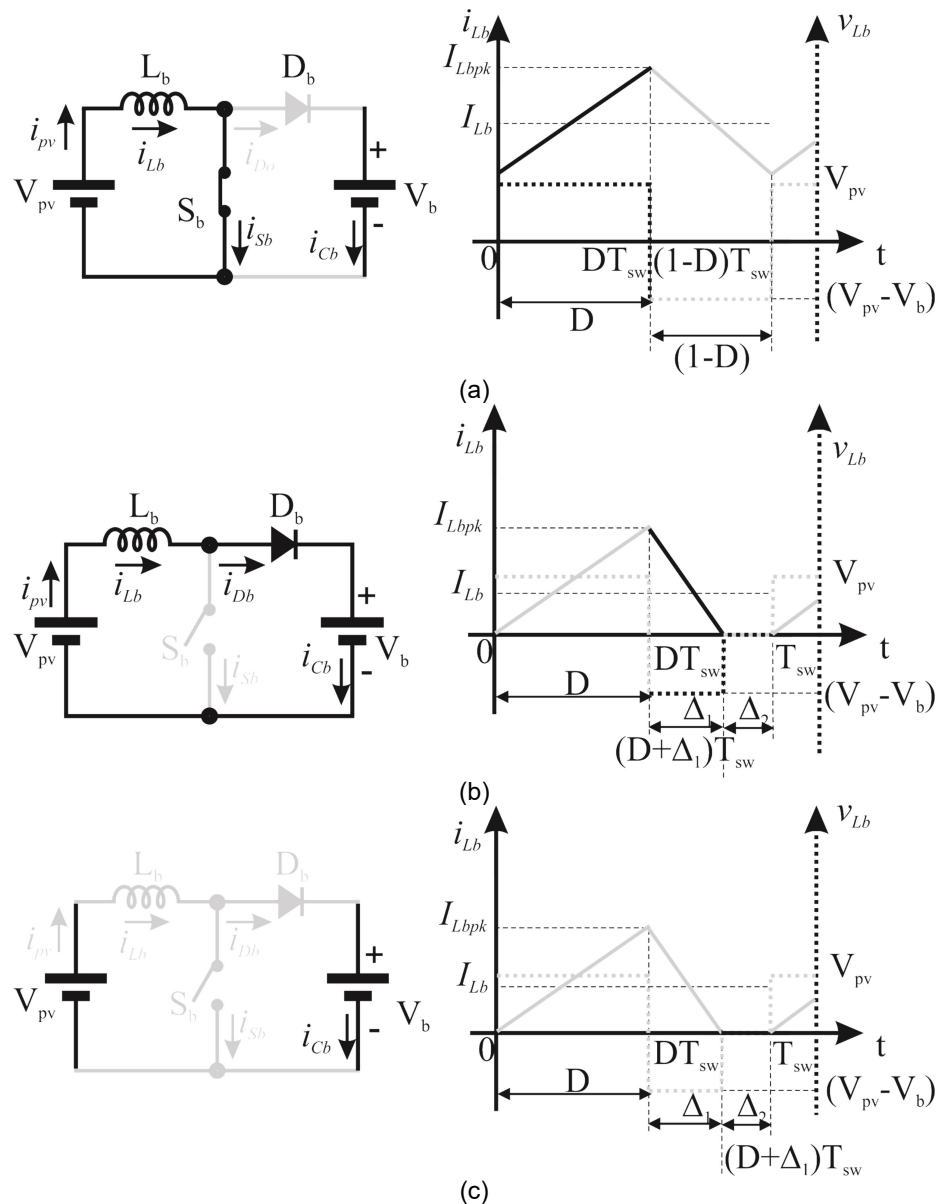 L_b
D_b
i_pv
i_Lb
i_Do
+
V_pv
S_b
V_b
i_Sb
i_Cb
-
i_Lb
v_Lb
I_Lbpk
I_Lb
V_pv
0
DT_sw
(1-D)T_sw
t
D
(V_pv-V_b)
(1-D)
(a)
L_b
D_b
i_pv
i_Lb
i_Db
+
V_pv
S_b
V_b
i_Sb
i_Cb
-
i_Lb
v_Lb
I_Lbpk
I_Lb
V_pv
0
DT_sw
T_sw
t
D
Δ_1
Δ_2
(V_pv-V_b)
(D+Δ_1)T_sw
(b)
L_b
D_b
i_pv
i_Lb
i_Db
+
V_pv
S_b
V_b
i_Sb
i_Cb
-
i_Lb
v_Lb
I_Lbpk
I_Lb
V_pv
0
DT_sw
T_sw
t
D
Δ_1
Δ_2
(V_pv-V_b)
(D+Δ_1)T_sw
(c)